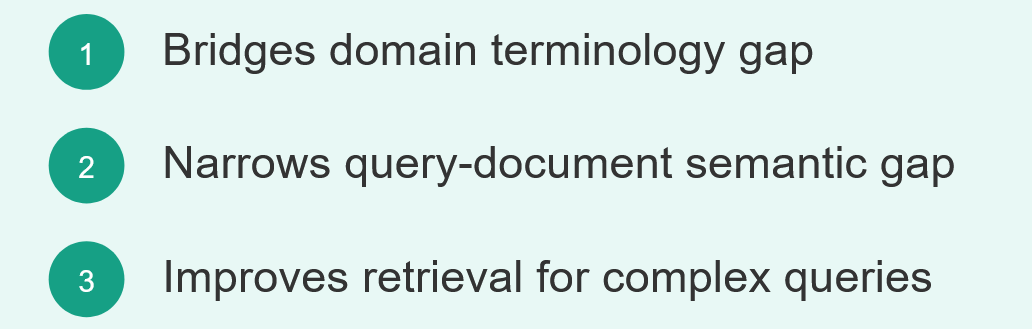 1 Bridges domain terminology gap
2 Narrows query-document semantic gap
3 Improves retrieval for complex queries